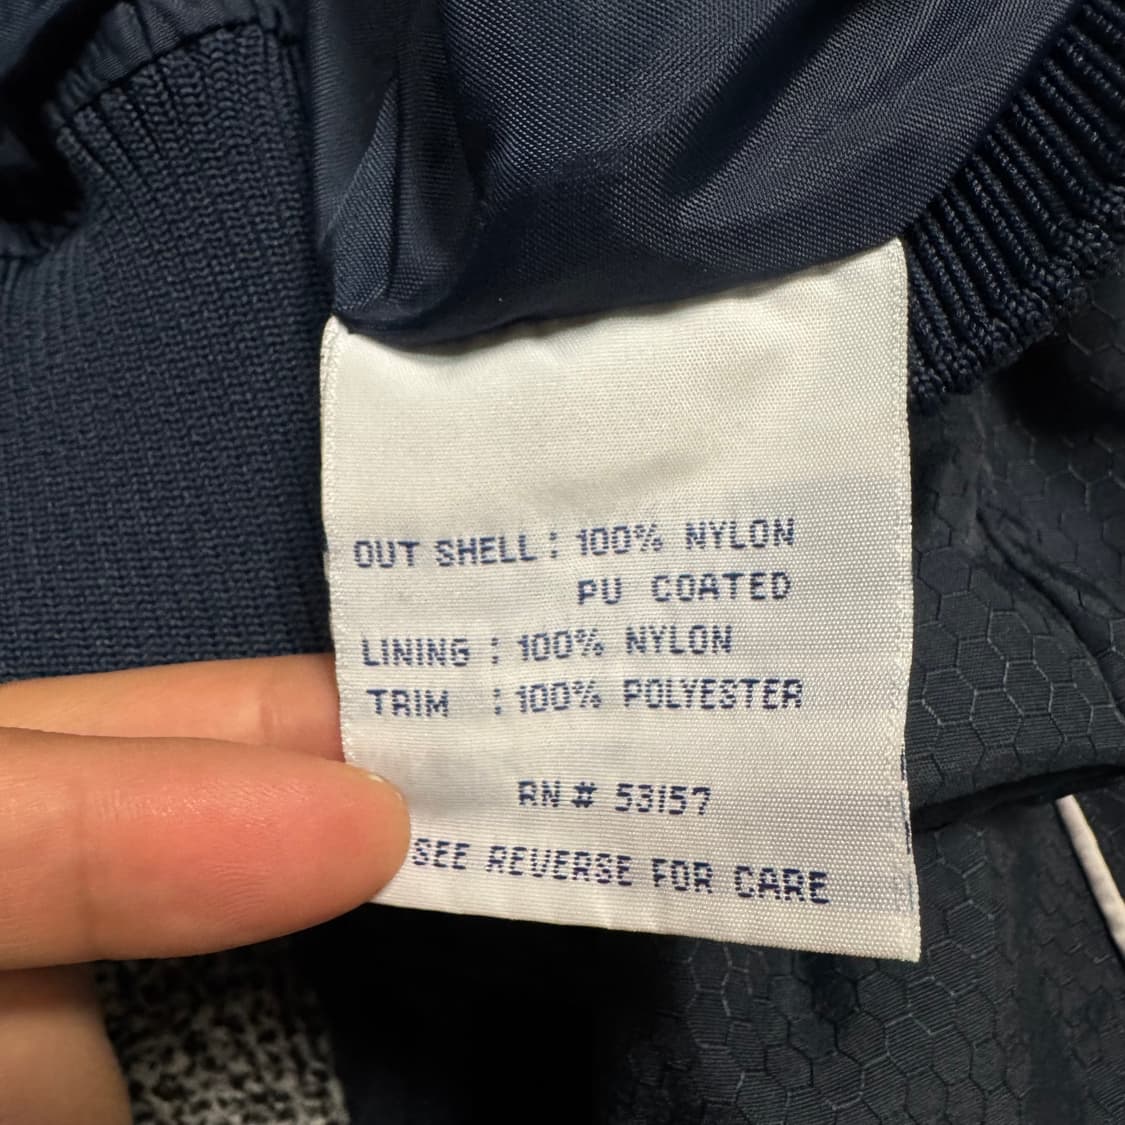 OUT SHELL: 100% NYLON
PU COATED
LINING : 100% NYLON
TRIM : 100% POLYESTER
RN# 53157
SEE REVERSE FOR CARE